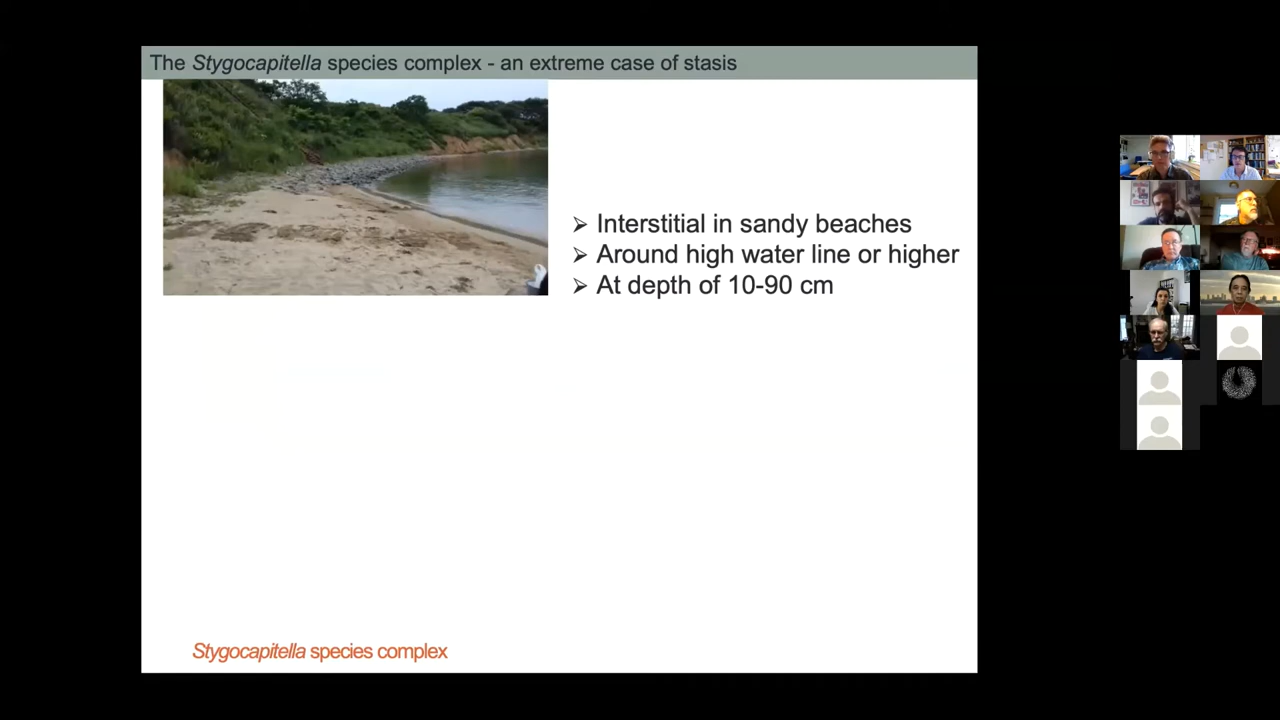 The Stygocapitella species complex - an extreme case of stasis
➢ Interstitial in sandy beaches
➢ Around high water line or higher
➢ At depth of 10-90 cm
Stygocapitella species complex